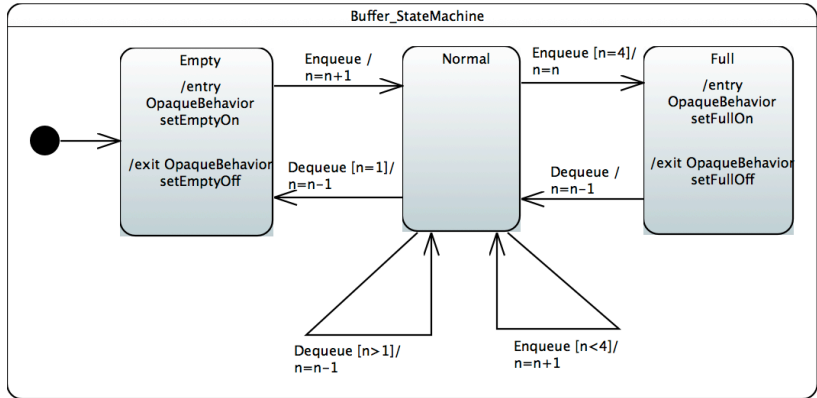 Buffer_StateMachine
Empty
/entry
OpaqueBehavior
setEmptyOn
/exit OpaqueBehavior
setEmptyOff
Enqueue /
n=n+1
Dequeue [n=1]/
n=n-1
Normal
Enqueue [n=4]/
n=n
Dequeue /
n=n-1
Full
/entry
OpaqueBehavior
setFullOn
/exit OpaqueBehavior
setFullOff
Dequeue [n>1]/
n=n-1
Enqueue [n<4]/
n=n+1